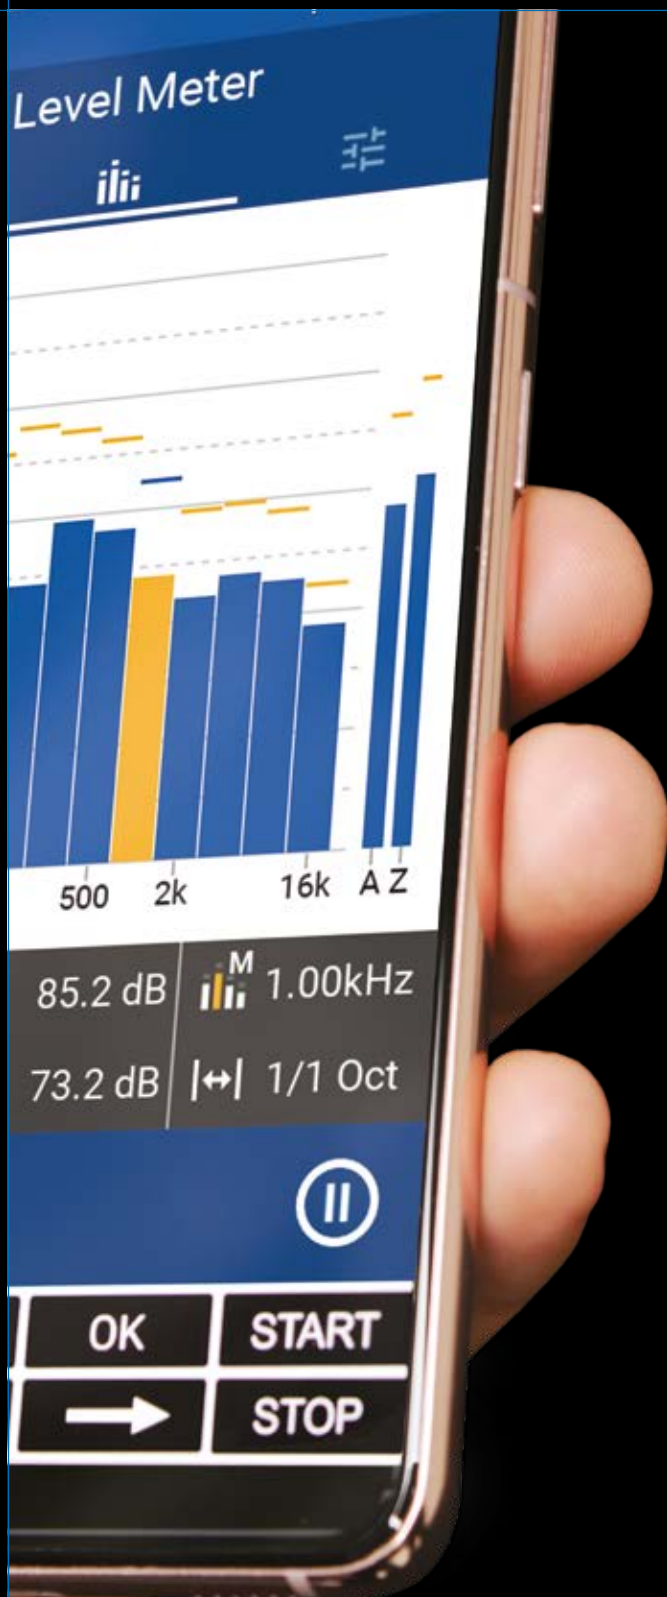 Level Meter
500 2k 16k A Z
85.2 dB M 1.00kHz
73.2 dB 1/1 Oct
OK START
STOP